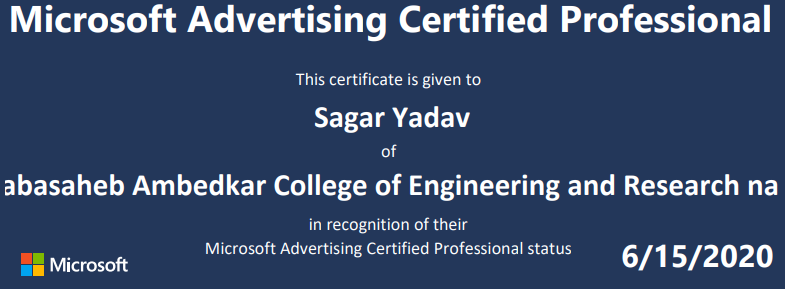 Microsoft Advertising Certified Professional
This certificate is given to
Sagar Yadav
of
abasaheb Ambedkar College of Engineering and Research na
in recognition of their
Microsoft Advertising Certified Professional status
Microsoft
6/15/2020